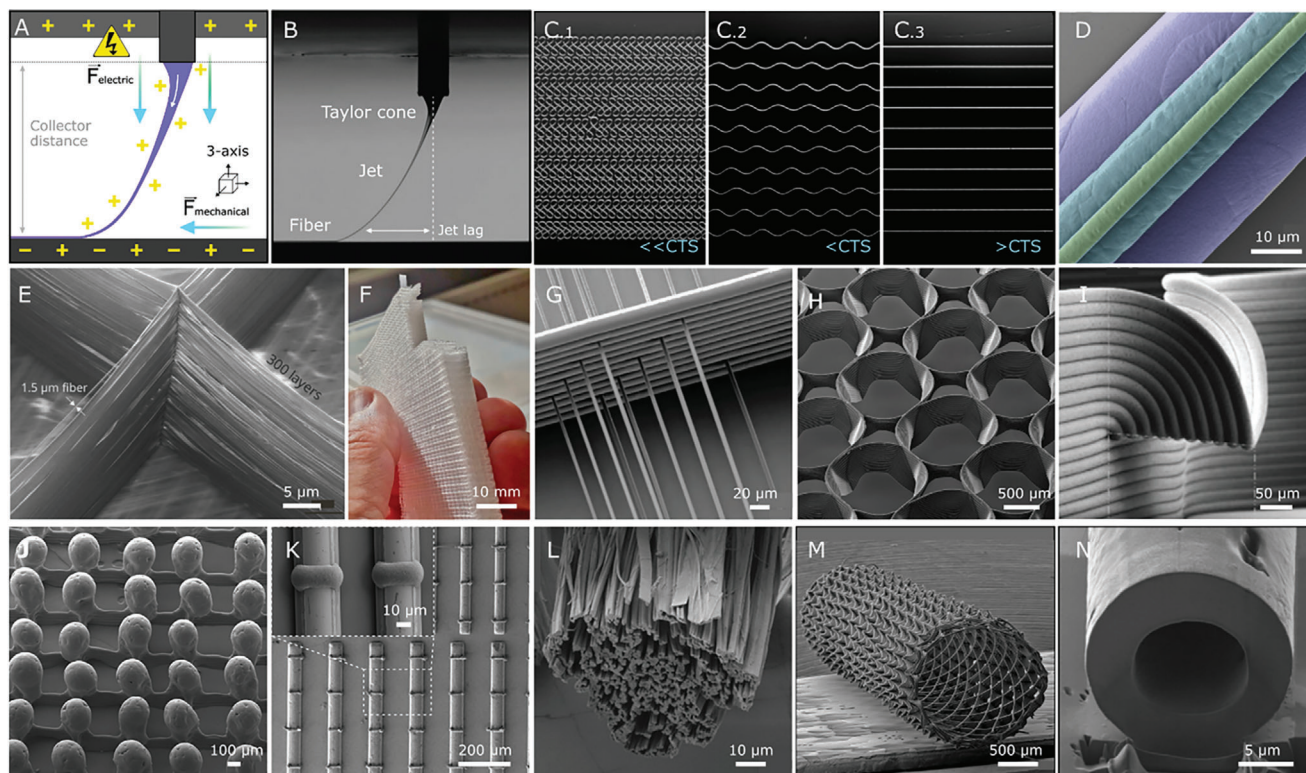 A
F electric
Collector
distance
3-axis
F mechanical
B
Taylor cone
Jet
Fiber
Jet lag
C.1
<<CTS
C.2
<CTS
C.3
>CTS
D
10 µm
E
1.5 µm fiber
300 layers
5 µm
F
10 mm
G
20 µm
H
500 µm
I
50 µm
J
100 µm
K
10 µm
200 µm
L
10 µm
M
500 µm
N
5 µm